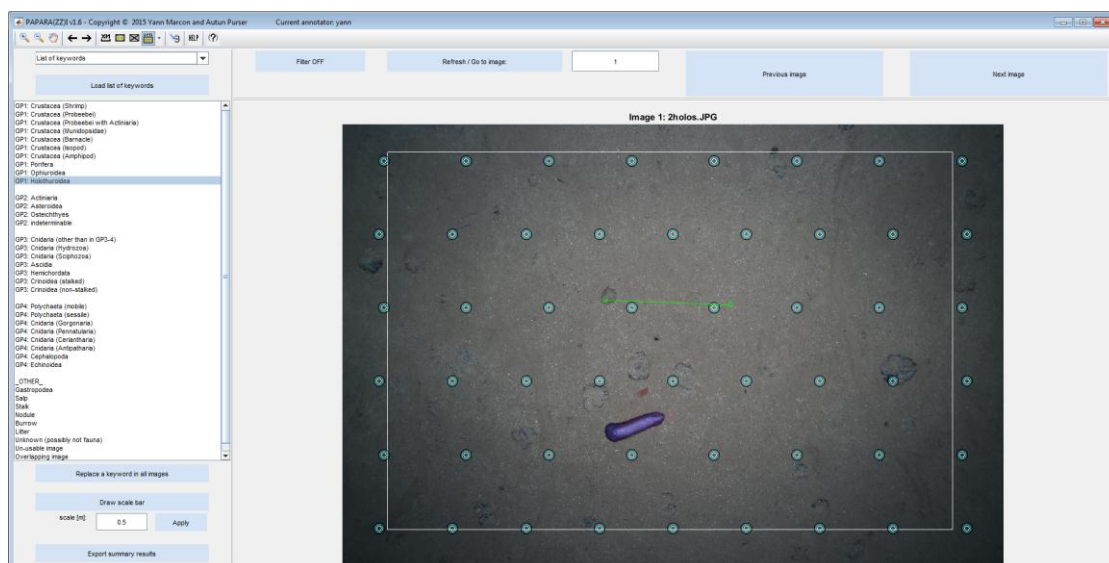 PAPARA(ZZ)I v1.6 - Copyright © 2015 Yann Marcon and Autun Purser Current annotator: yann
XML HELP
List of keywords
Filter OFF
Refresh / Go to image:
1
Previous image
Next image
Load list of keywords
Image 1: 2holos.JPG
GP1: Crustacea (Shrimp)
GP1: Crustacea (Probeebei)
GP1: Crustacea (Probeebei with Actiniaria)
GP1: Crustacea (Munidopsidae)
GP1: Crustacea (Barnacle)
GP1: Crustacea (Isopod)
GP1: Crustacea (Amphipod)
GP1: Porifera
GP1: Ophiuroidea
GP1: Holothuroidea
GP2: Actiniaria
GP2: Asteroidea
GP2: Osteichthyes
GP2: indeterminable
GP3: Cnidaria (other than in GP3-4)
GP3: Cnidaria (Hydrozoa)
GP3: Cnidaria (Sciphozoa)
GP3: Ascidia
GP3: Hemichordata
GP3: Crinoidea (stalked)
GP3: Crinoidea (non-stalked)
GP4: Polychaeta (mobile)
GP4: Polychaeta (sessile)
GP4: Cnidaria (Gorgonaria)
GP4: Cnidaria (Pennatularia)
GP4: Cnidaria (Ceriantharia)
GP4: Cnidaria (Antipatharia)
GP4: Cephalopoda
GP4: Echinoidea
_OTHER_
Gastropodea
Salp
Stalk
Nodule
Burrow
Litter
Unknown (possibly not fauna)
Un-usable image
Overlapping image
Replace a keyword in all images
Draw scale bar
scale [m]: 0.5 Apply
Export summary results